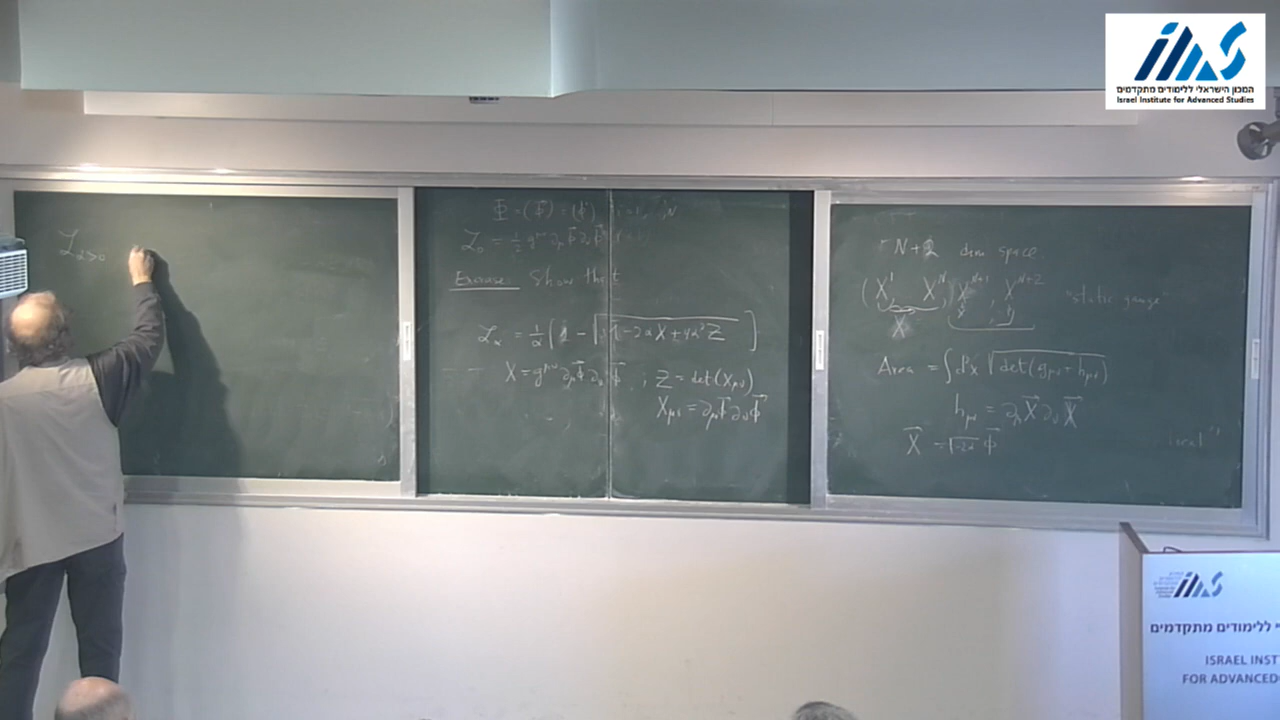 המכון הישראלי ללימודים מתקדמים
Israel Institute for Advanced Studies
ℒ_{α>0}
Φ = (Φ⃗) = (Φ^i) i = 1, N
ℒ₀ = ½ g^{μν} ∂_μ Φ⃗ ∂_ν Φ⃗
Exercise Show that
ℒ_α = 1/α [ 1 - √(1-2αX+4α²Z) ]
X = g^{μν} ∂_μ Φ⃗ ∂_ν Φ⃗ ; Z = det(X_{μν})
X_{μν} = ∂_μ Φ⃗ ∂_ν Φ⃗
N+2 dim space
(X¹ X^N, X^{N+1}, X^{N+2} "static gauge"
X⃗
Area = ∫d²x √det(g_{μν} + h_{μν})
h_{μν} = ∂_μ X⃗ ∂_ν X⃗
X⃗ = √-2α Φ⃗
local
ללימודים מתקדמים
ISRAEL INST
FOR ADVANCED